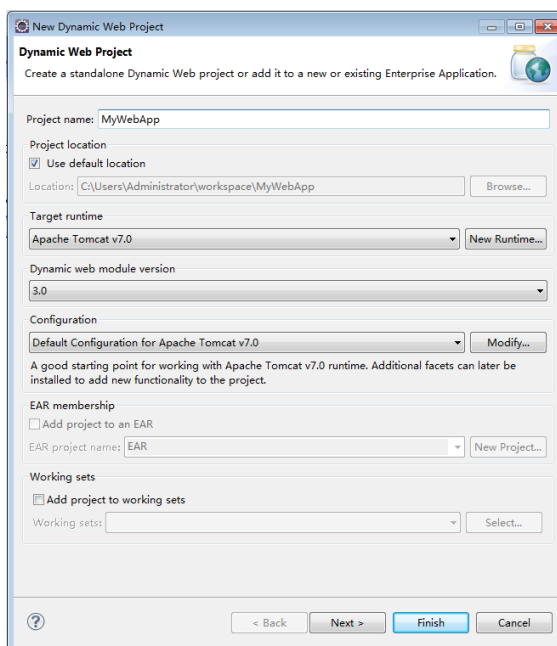 New Dynamic Web Project
Dynamic Web Project
Create a standalone Dynamic Web project or add it to a new or existing Enterprise Application.
Project name: MyWebApp
Project location
Use default location
Location: C:\Users\Administrator\workspace\MyWebApp Browse...
Target runtime
Apache Tomcat v7.0 New Runtime...
Dynamic web module version
3.0
Configuration
Default Configuration for Apache Tomcat v7.0 Modify...
A good starting point for working with Apache Tomcat v7.0 runtime. Additional facets can later be
installed to add new functionality to the project.
EAR membership
Add project to an EAR
EAR project name: EAR New Project...
Working sets
Add project to working sets
Working sets: Select...
? < Back Next > Finish Cancel